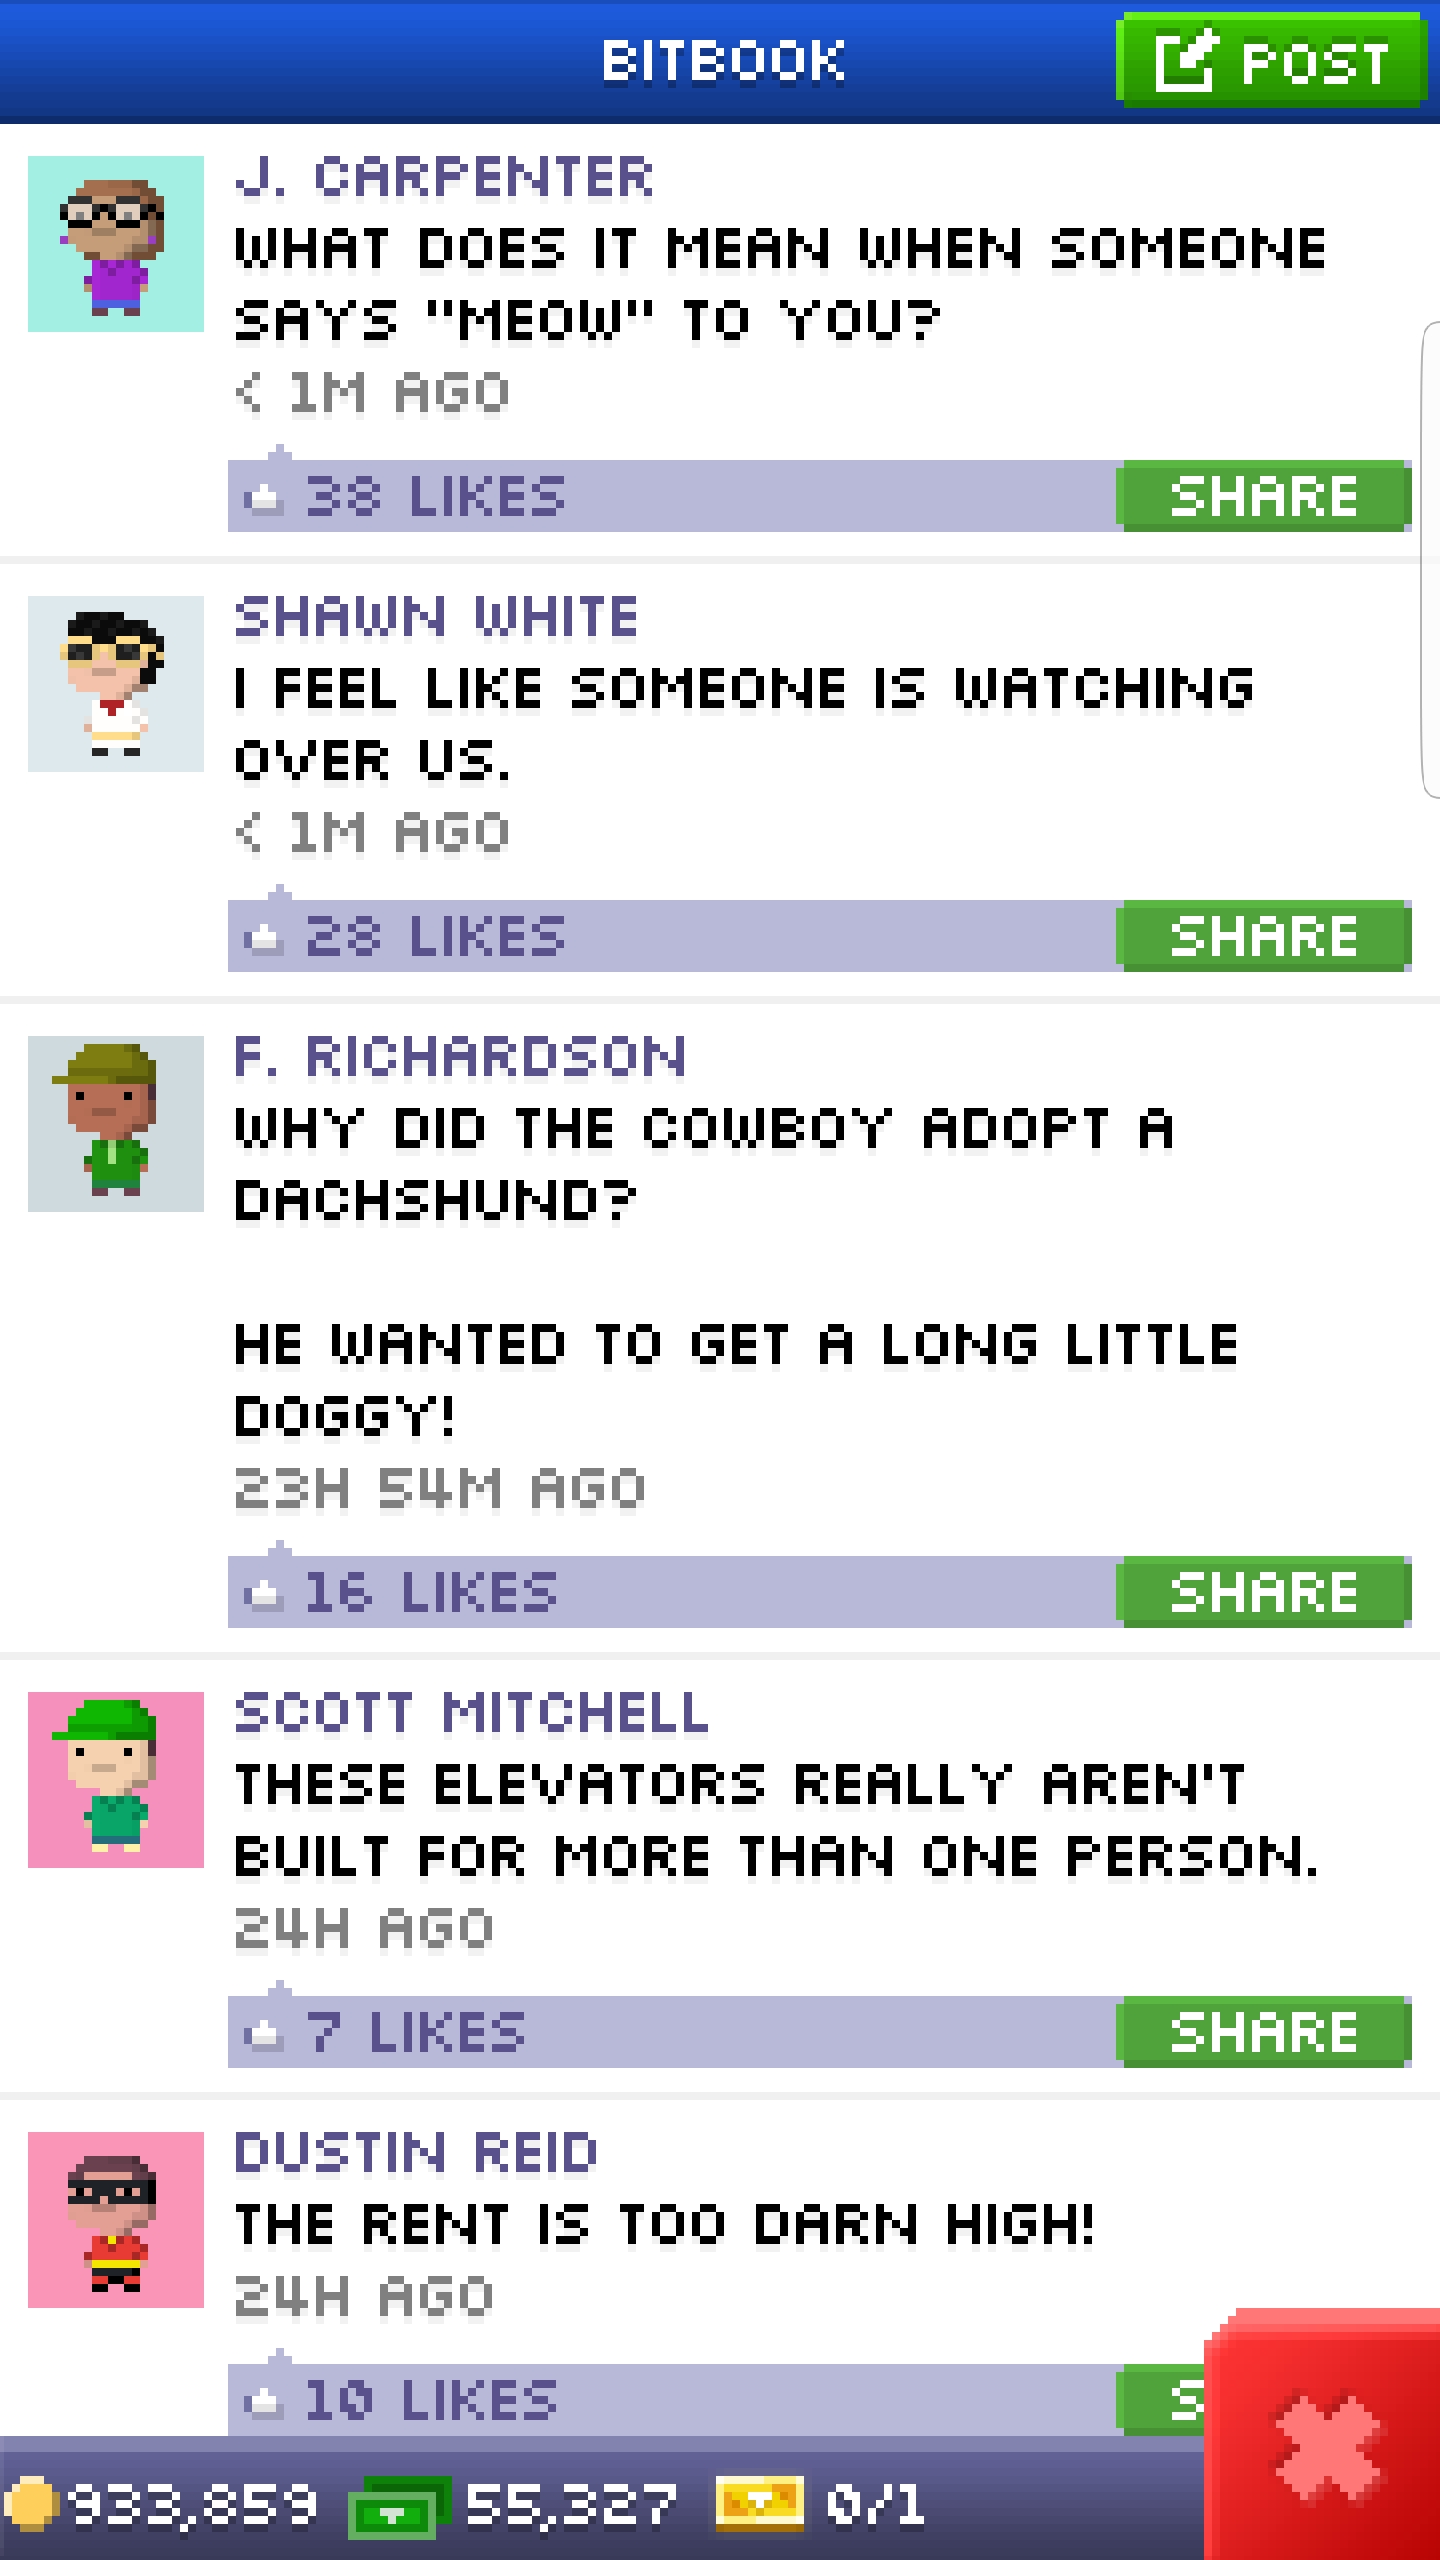 BITBOOK
POST
J. CARPENTER
WHAT DOES IT MEAN WHEN SOMEONE
SAYS "MEOW" TO YOU?
< 1M AGO
38 LIKES
SHARE
SHAWN WHITE
I FEEL LIKE SOMEONE IS WATCHING
OVER US.
< 1M AGO
28 LIKES
SHARE
F. RICHARDSON
WHY DID THE COWBOY ADOPT A
DACHSHUND?
HE WANTED TO GET A LONG LITTLE
DOGGY!
23H 54M AGO
16 LIKES
SHARE
SCOTT MITCHELL
THESE ELEVATORS REALLY AREN'T
BUILT FOR MORE THAN ONE PERSON.
24H AGO
7 LIKES
SHARE
DUSTIN REID
THE RENT IS TOO DARN HIGH!
24H AGO
10 LIKES
S
933,859 55,327 0/1